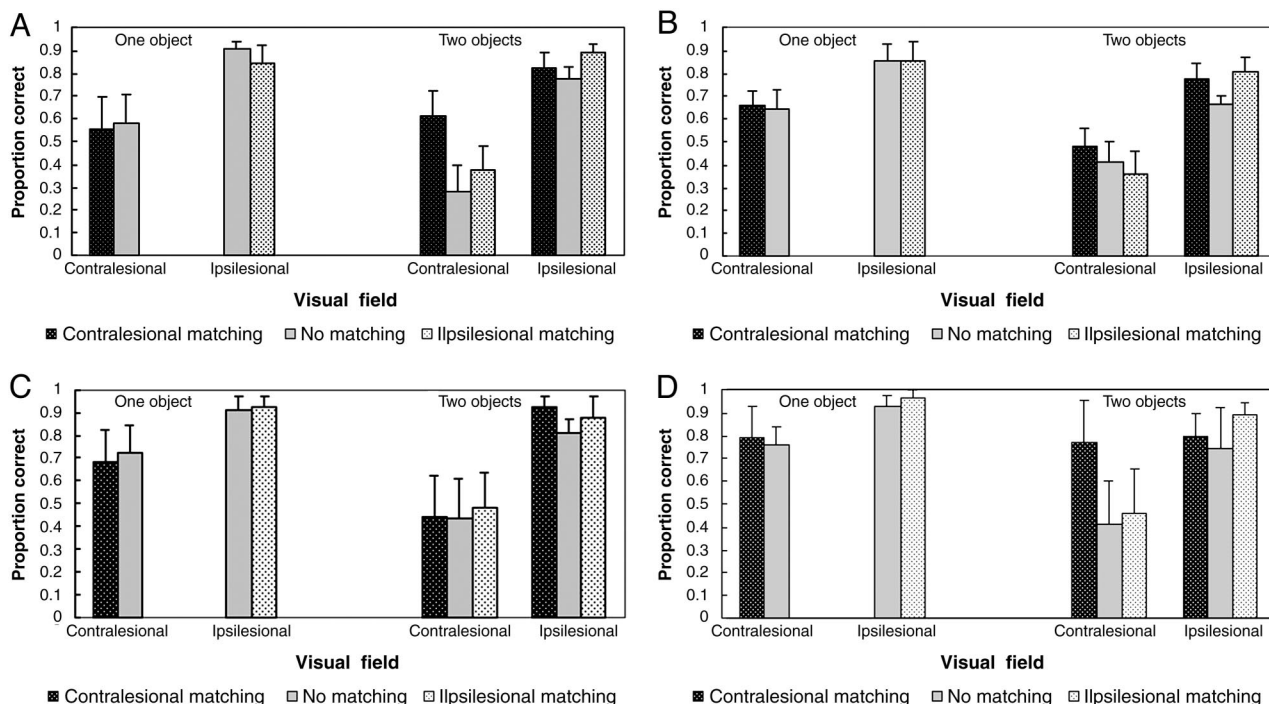 A
One object
Two objects
Proportion correct
1
0.9
0.8
0.7
0.6
0.5
0.4
0.3
0.2
0.1
0
Contralesional Ipsilesional Contralesional Ipsilesional
Visual field
Contralesional matching No matching Ilpsilesional matching
B
One object
Two objects
Proportion correct
1
0.9
0.8
0.7
0.6
0.5
0.4
0.3
0.2
0.1
0
Contralesional Ipsilesional Contralesional Ipsilesional
Visual field
Contralesional matching No matching Ilpsilesional matching
C
One object
Two objects
Proportion correct
1
0.9
0.8
0.7
0.6
0.5
0.4
0.3
0.2
0.1
0
Contralesional Ipsilesional Contralesional Ipsilesional
Visual field
Contralesional matching No matching Ilpsilesional matching
D
One object
Two objects
Proportion correct
1
0.9
0.8
0.7
0.6
0.5
0.4
0.3
0.2
0.1
0
Contralesional Ipsilesional Contralesional Ipsilesional
Visual field
Contralesional matching No matching Ilpsilesional matching